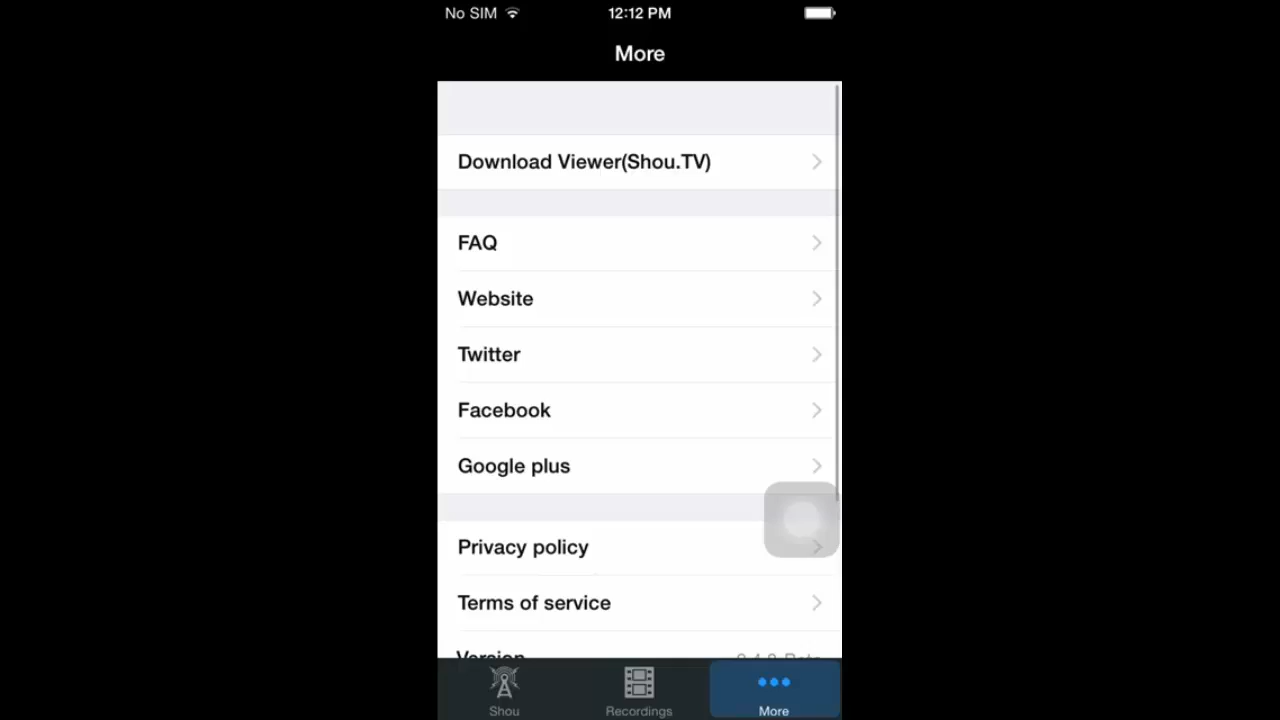 No SIM 12:12 PM
More
Download Viewer(Shou.TV)
FAQ
Website
Twitter
Facebook
Google plus
Privacy policy
Terms of service
Version
Shou Recordings More